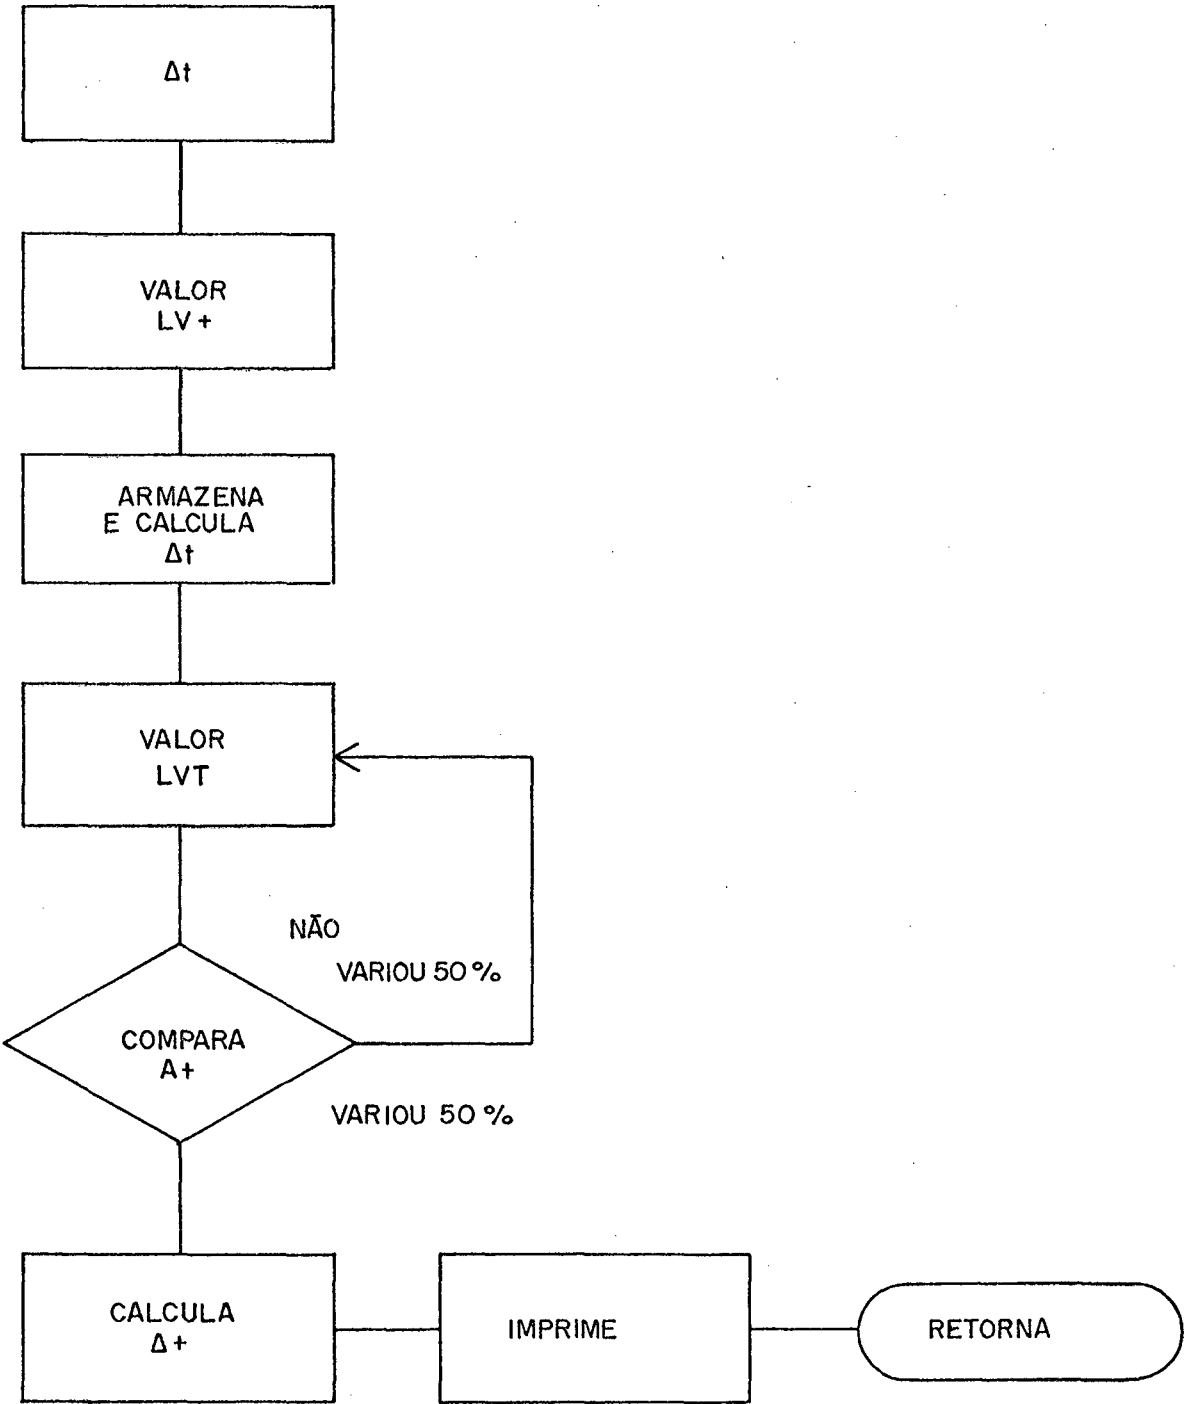 Δt
VALOR
LV+
ARMAZENA
E CALCULA
Δt
VALOR
LVT
NÃO
VARIOU 50%
COMPARA
A+
VARIOU 50%
CALCULA
Δ+
IMPRIME
RETORNA